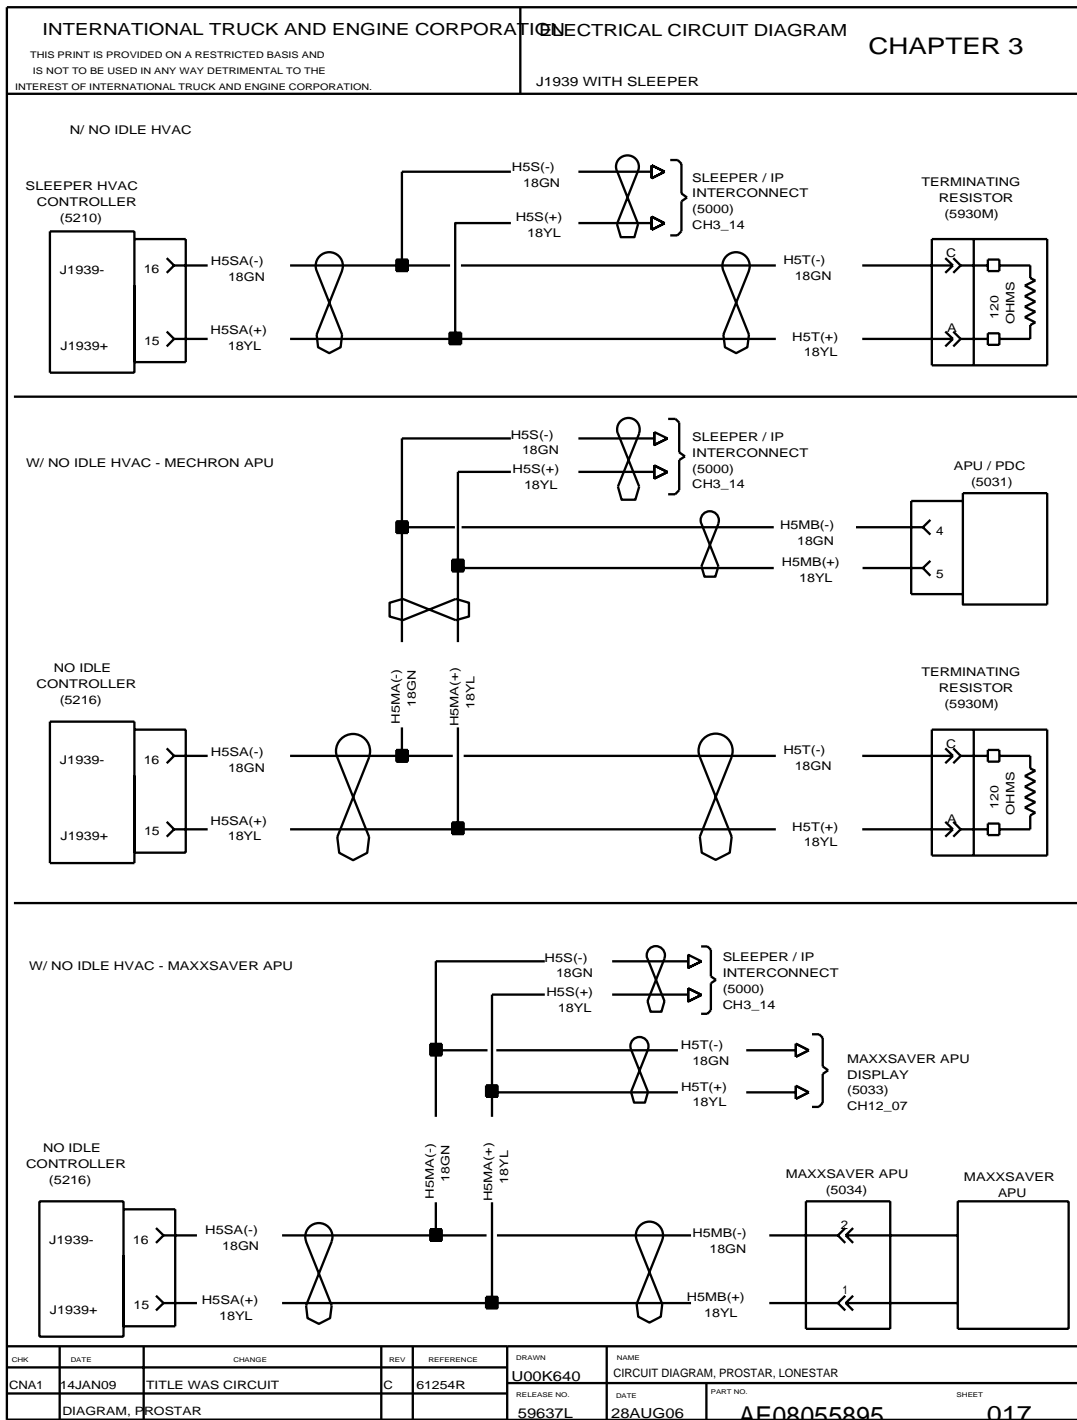 INTERNATIONAL TRUCK AND ENGINE CORPORATION
THIS PRINT IS PROVIDED ON A RESTRICTED BASIS AND
IS NOT TO BE USED IN ANY WAY DETRIMENTAL TO THE
INTEREST OF INTERNATIONAL TRUCK AND ENGINE CORPORATION.
ELECTRICAL CIRCUIT DIAGRAM
J1939 WITH SLEEPER
CHAPTER 3
N/ NO IDLE HVAC
SLEEPER HVAC
CONTROLLER
(5210)
J1939-
J1939+
16
15
H5SA(-)
18GN
H5SA(+)
18YL
H5S(-)
18GN
H5S(+)
18YL
SLEEPER / IP
INTERCONNECT
(5000)
CH3_14
H5T(-)
18GN
H5T(+)
18YL
TERMINATING
RESISTOR
(5930M)
C
A
120
OHMS
W/ NO IDLE HVAC - MECHRON APU
H5S(-)
18GN
H5S(+)
18YL
SLEEPER / IP
INTERCONNECT
(5000)
CH3_14
H5MB(-)
18GN
H5MB(+)
18YL
APU / PDC
(5031)
4
5
H5MA(-)
18GN
H5MA(+)
18YL
NO IDLE
CONTROLLER
(5216)
J1939-
J1939+
16
15
H5SA(-)
18GN
H5SA(+)
18YL
H5T(-)
18GN
H5T(+)
18YL
TERMINATING
RESISTOR
(5930M)
C
A
120
OHMS
W/ NO IDLE HVAC - MAXXSAVER APU
H5S(-)
18GN
H5S(+)
18YL
SLEEPER / IP
INTERCONNECT
(5000)
CH3_14
H5T(-)
18GN
H5T(+)
18YL
MAXXSAVER APU
DISPLAY
(5033)
CH12_07
H5MA(-)
18GN
H5MA(+)
18YL
NO IDLE
CONTROLLER
(5216)
J1939-
J1939+
16
15
H5SA(-)
18GN
H5SA(+)
18YL
H5MB(-)
18GN
H5MB(+)
18YL
MAXXSAVER APU
(5034)
2
1
MAXXSAVER
APU
CHK DATE CHANGE REV REFERENCE
CNA1 14JAN09 TITLE WAS CIRCUIT C 61254R
DIAGRAM, PROSTAR
DRAWN
U00K640
NAME
CIRCUIT DIAGRAM, PROSTAR, LONESTAR
RELEASE NO.
59637L
DATE
28AUG06
PART NO.
AE08055895
SHEET
017